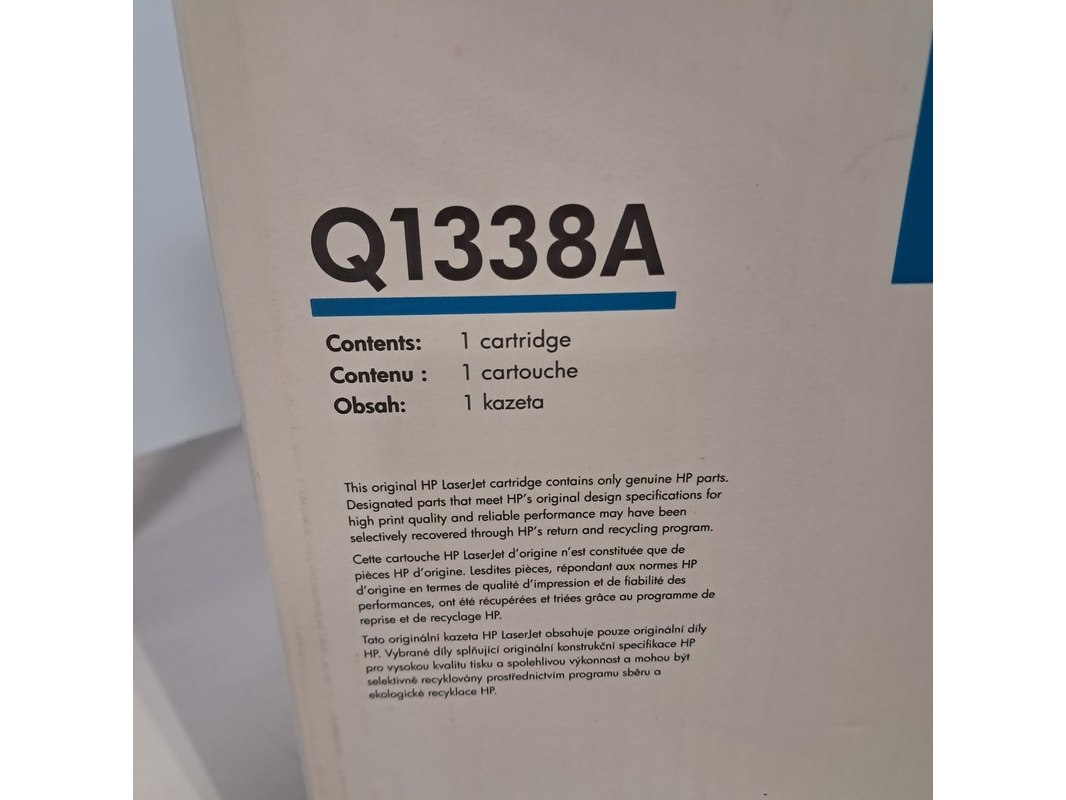 Q1338A
Contents: 1 cartridge
Contenu : 1 cartouche
Obsah: 1 kazeta
This original HP LaserJet cartridge contains only genuine HP parts.
Designated parts that meet HP's original design specifications for
high print quality and reliable performance may have been
selectively recovered through HP's return and recycling program.
Cette cartouche HP LaserJet d'origine n'est constituée que de
pièces HP d'origine. Lesdites pièces, répondant aux normes HP
d'origine en termes de qualité d'impression et de fiabilité des
performances, ont été récupérées et triées grâce au programme de
reprise et de recyclage HP.
Tato originální kazeta HP LaserJet obsahuje pouze originální díly
HP. Vybrané díly splňující originální konstrukční specifikace HP
pro vysokou kvalitu tisku a spolehlivou výkonnost a mohou být
selektivně recyklovány prostřednictvím programu sběru a
ekologické recyklace HP.